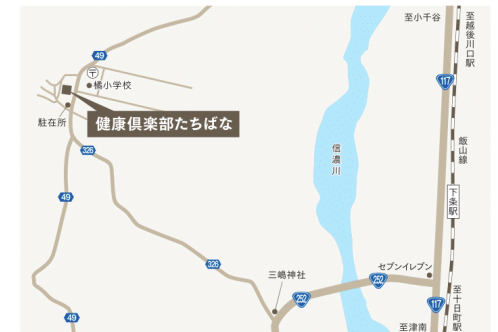 至小千谷
至越後川口駅
49
117
橘小学校
駐在所
健康倶楽部たちばな
326
信濃川
飯山線
49
下条駅
326
セブンイレブン
三嶋神社
252
252
至十日町駅
117
49
至津南